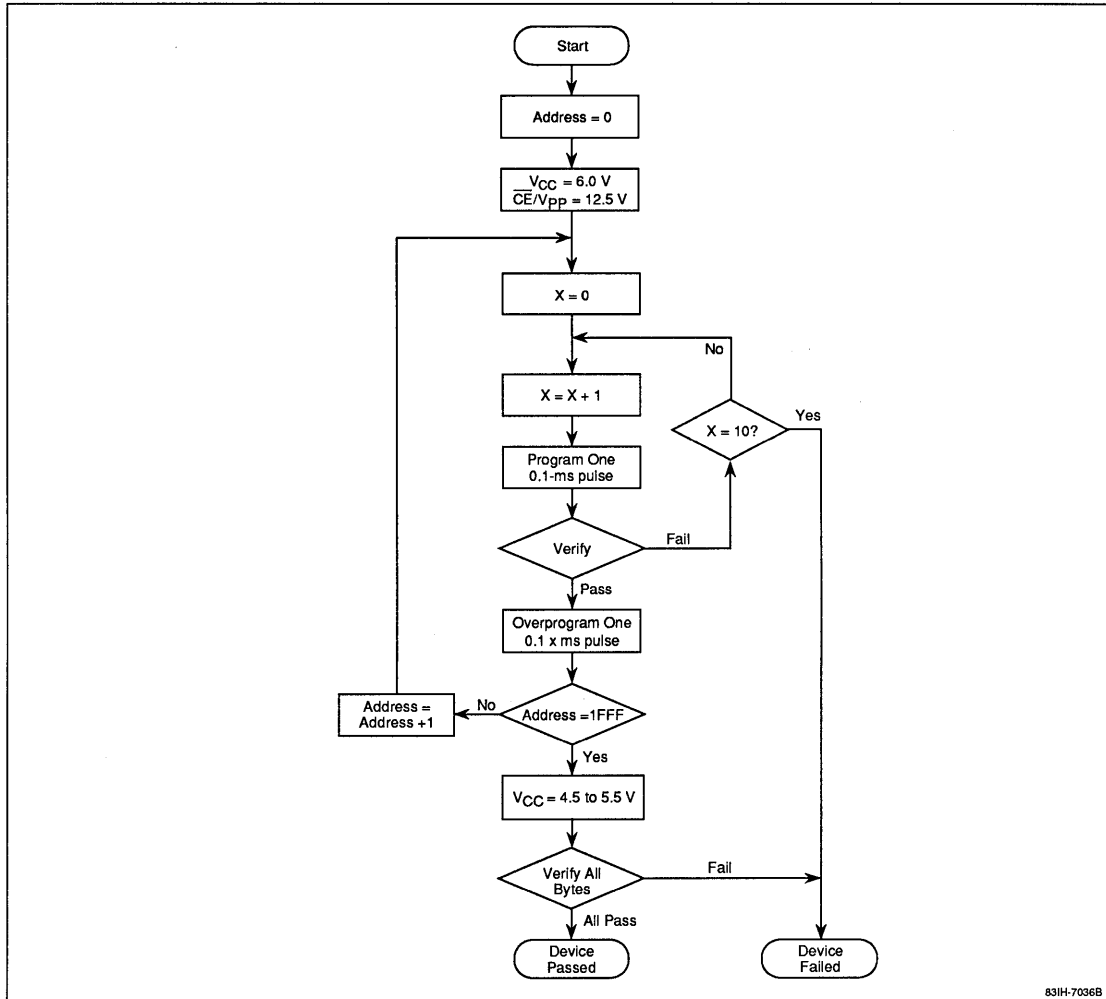 Start
Address = 0
VCC = 6.0 V
CE/VPP = 12.5 V
X = 0
No
X = X + 1
Yes
X = 10?
Program One
0.1-ms pulse
Verify
Fail
Pass
Overprogram One
0.1 x ms pulse
Address =
Address +1
No
Address =1FFF
Yes
VCC = 4.5 to 5.5 V
Verify All
Bytes
Fail
All Pass
Device
Passed
Device
Failed
83IH-7036B